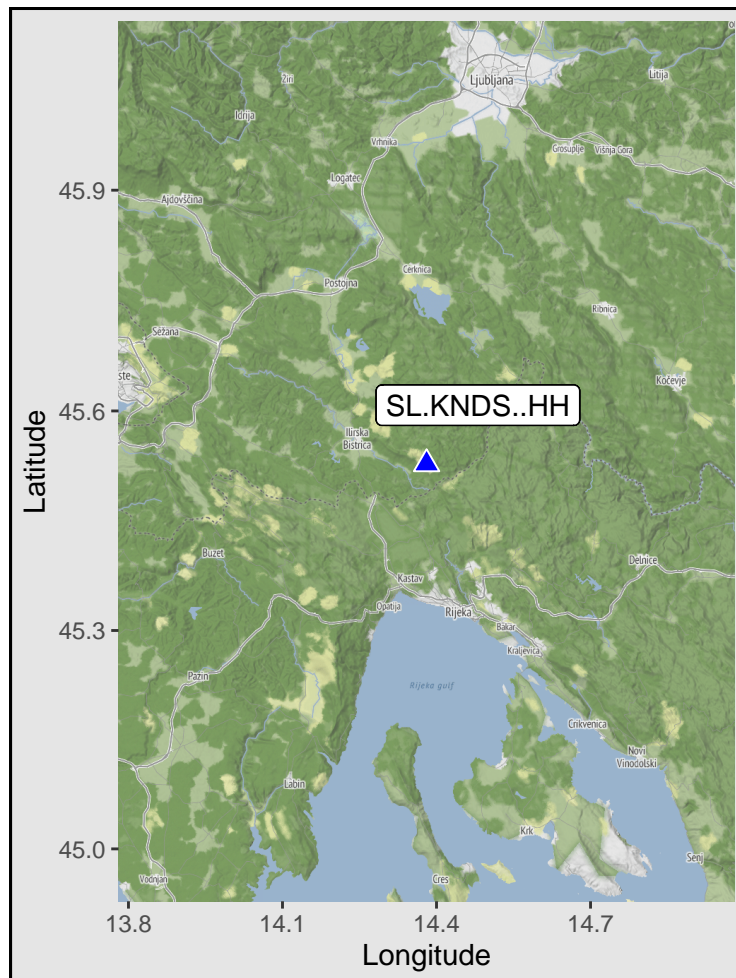 Ljubljana
Žiri
Litija
Idrija
Vrhnika
Grosuplje
Višnja Gora
Logatec
45.9
Ajdovščina
Cerknica
Postojna
Ribnica
Sežana
ste
Kočevje
SL.KNDS..HH
45.6
Ilirska
Bistrica
Latitude
Buzet
Delnice
Kastav
Opatija
Rijeka
45.3
Bakar
Kraljevica
Pazin
Rijeka gulf
Crikvenica
Novi
Vinodolski
Labin
Krk
45.0
Senj
Vodnjan
Cres
13.8
14.1
14.4
14.7
Longitude